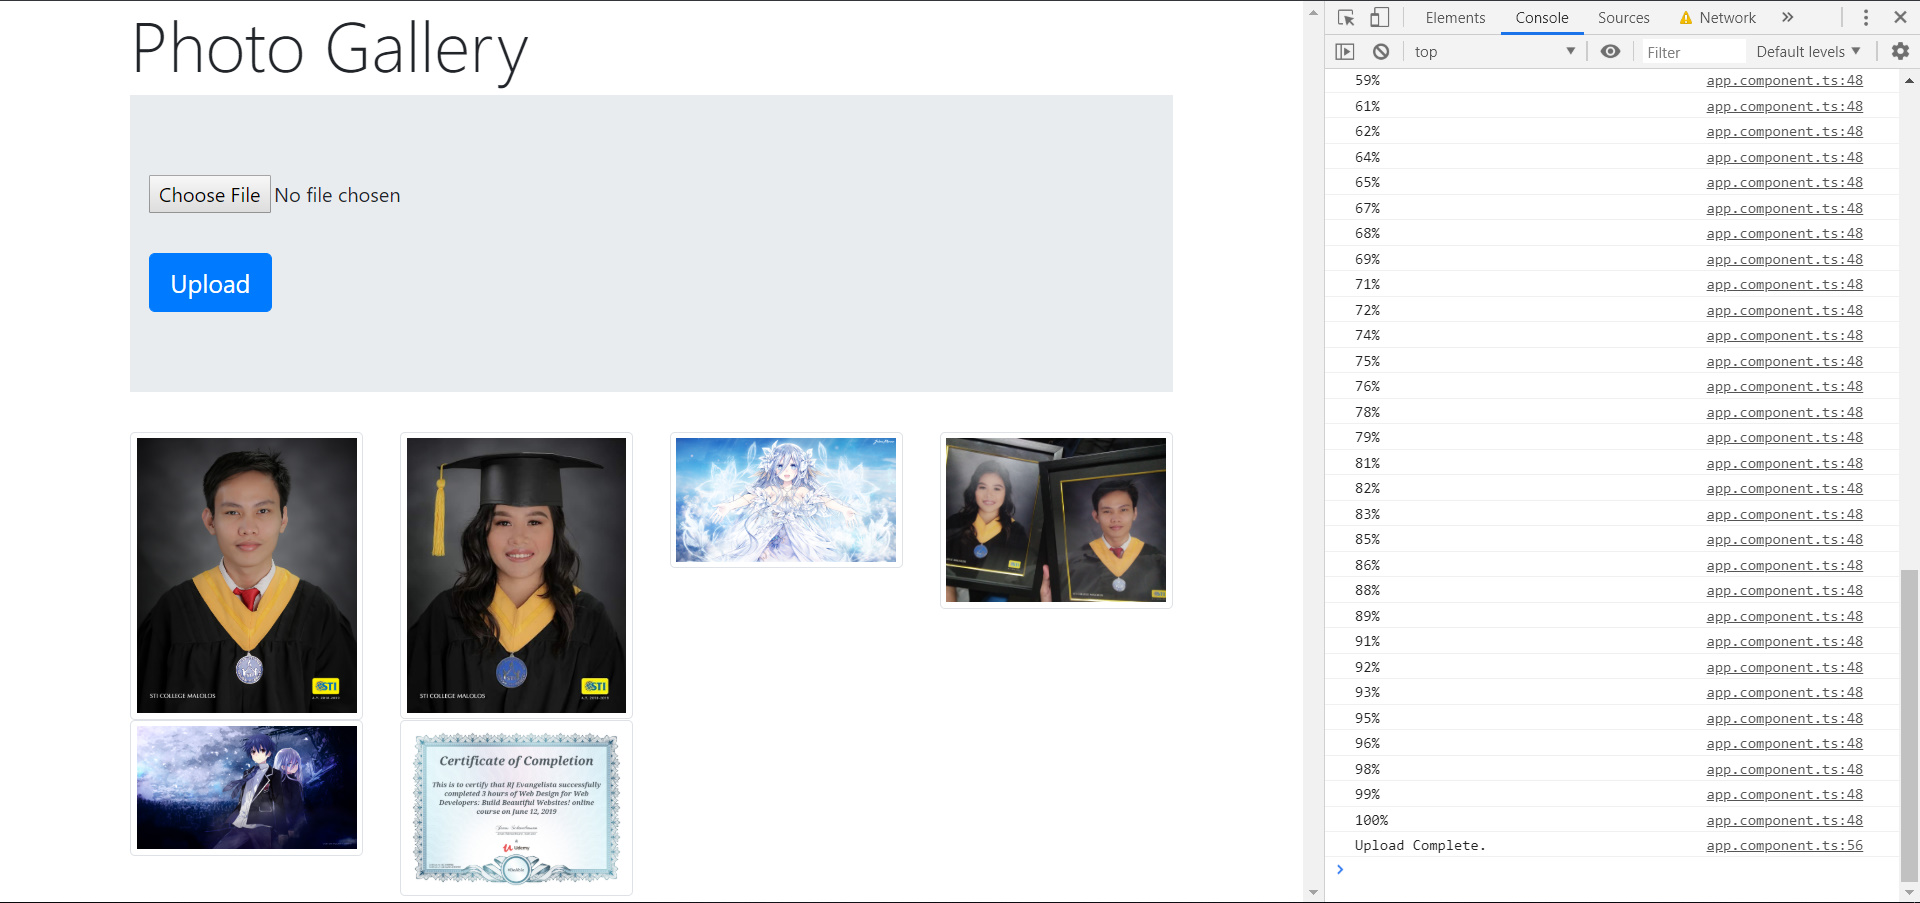 Photo Gallery
Choose File No file chosen
Upload
STI COLLEGE MALOLOS
STI
STI COLLEGE MALOLOS
STI
STI
Certificate of Completion
This is to certify that RJ Evangelista successfully
completed 3 hours of Web Design for Web
Developers: Build Beautiful Websites! online
course on June 12, 2019
Udemy
Elements Console Sources Network
top Filter Default levels
59% app.component.ts:48
61% app.component.ts:48
62% app.component.ts:48
64% app.component.ts:48
65% app.component.ts:48
67% app.component.ts:48
68% app.component.ts:48
69% app.component.ts:48
71% app.component.ts:48
72% app.component.ts:48
74% app.component.ts:48
75% app.component.ts:48
76% app.component.ts:48
78% app.component.ts:48
79% app.component.ts:48
81% app.component.ts:48
82% app.component.ts:48
83% app.component.ts:48
85% app.component.ts:48
86% app.component.ts:48
88% app.component.ts:48
89% app.component.ts:48
91% app.component.ts:48
92% app.component.ts:48
93% app.component.ts:48
95% app.component.ts:48
96% app.component.ts:48
98% app.component.ts:48
99% app.component.ts:48
100% app.component.ts:48
Upload Complete. app.component.ts:56